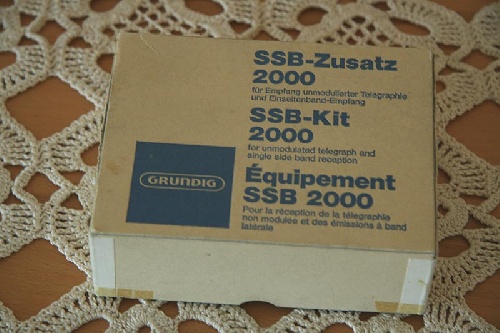 SSB-Zusatz
2000
für Empfang unmodulierter Telegraphie
und Einseitenband-Empfang
SSB-Kit
2000
for unmodulated telegraph and
single side band reception
GRUNDIG
Équipement
SSB 2000
Pour la réception de la télégraphie
non modulée et des émissions à band
latérale